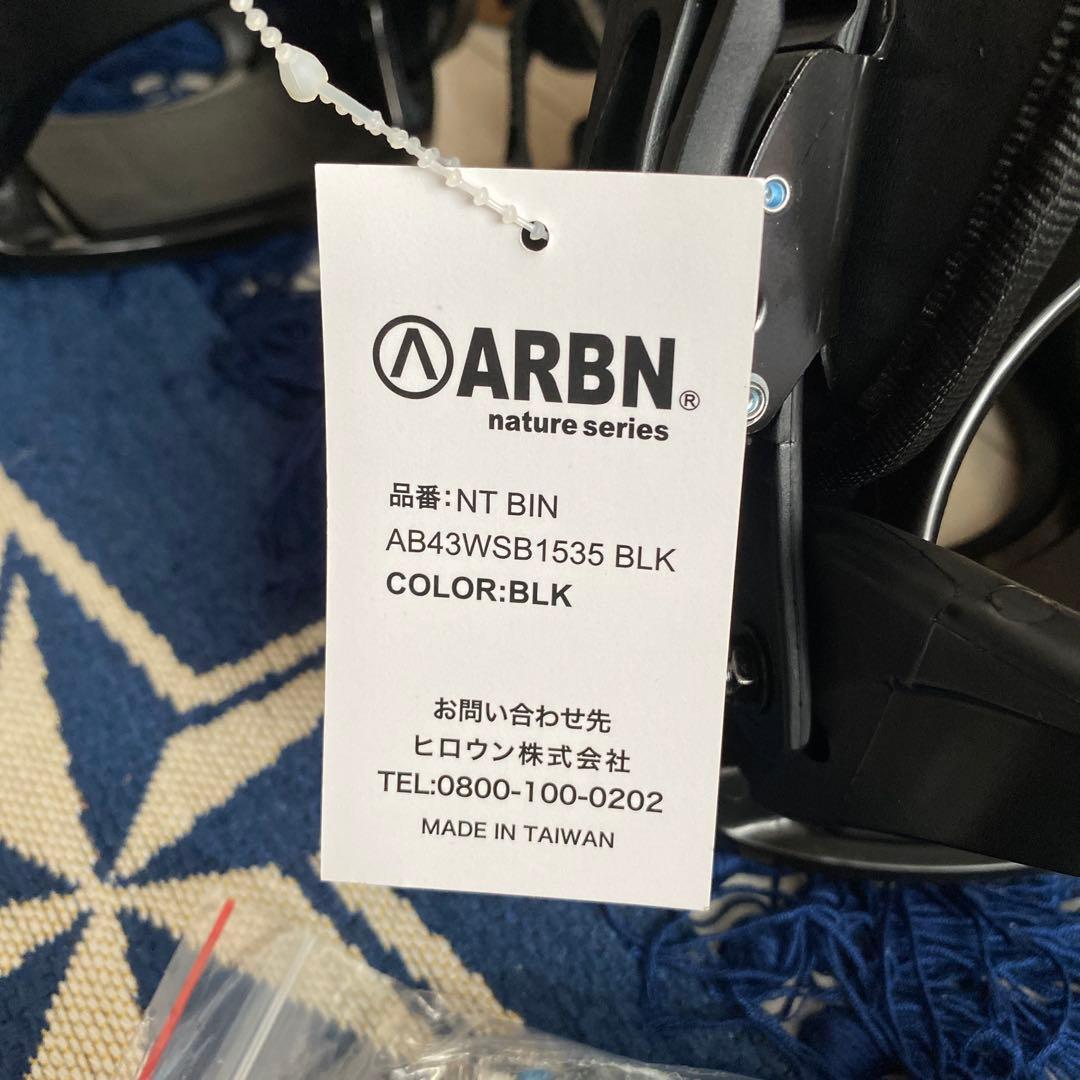 ARBN®
nature series
品番:NT BIN
AB43WSB1535 BLK
COLOR:BLK
お問い合わせ先
ヒロウン株式会社
TEL:0800-100-0202
MADE IN TAIWAN